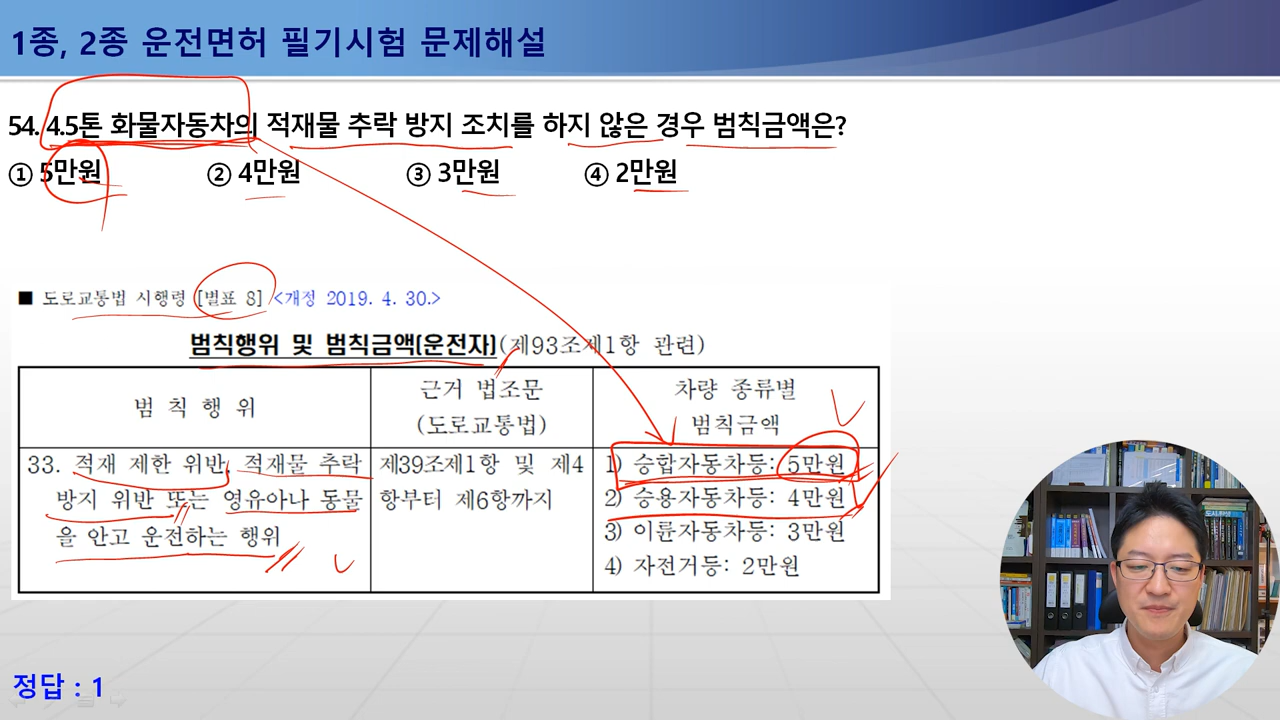 1종, 2종 운전면허 필기시험 문제해설
54. 4.5톤 화물자동차의 적재물 추락 방지 조치를 하지 않은 경우 범칙금액은?
① 5만원 ② 4만원 ③ 3만원 ④ 2만원
■ 도로교통법 시행령 [별표 8] <개정 2019. 4. 30.>
범칙행위 및 범칙금액(운전자)(제93조제1항 관련)
범 칙 행 위
근거 법조문
(도로교통법)
차량 종류별
범칙금액
33. 적재 제한 위반, 적재물 추락
방지 위반 또는 영유아나 동물
을 안고 운전하는 행위
제39조제1항 및 제4
항부터 제6항까지
1) 승합자동차등: 5만원
2) 승용자동차등: 4만원
3) 이륜자동차등: 3만원
4) 자전거등: 2만원
정답 : 1